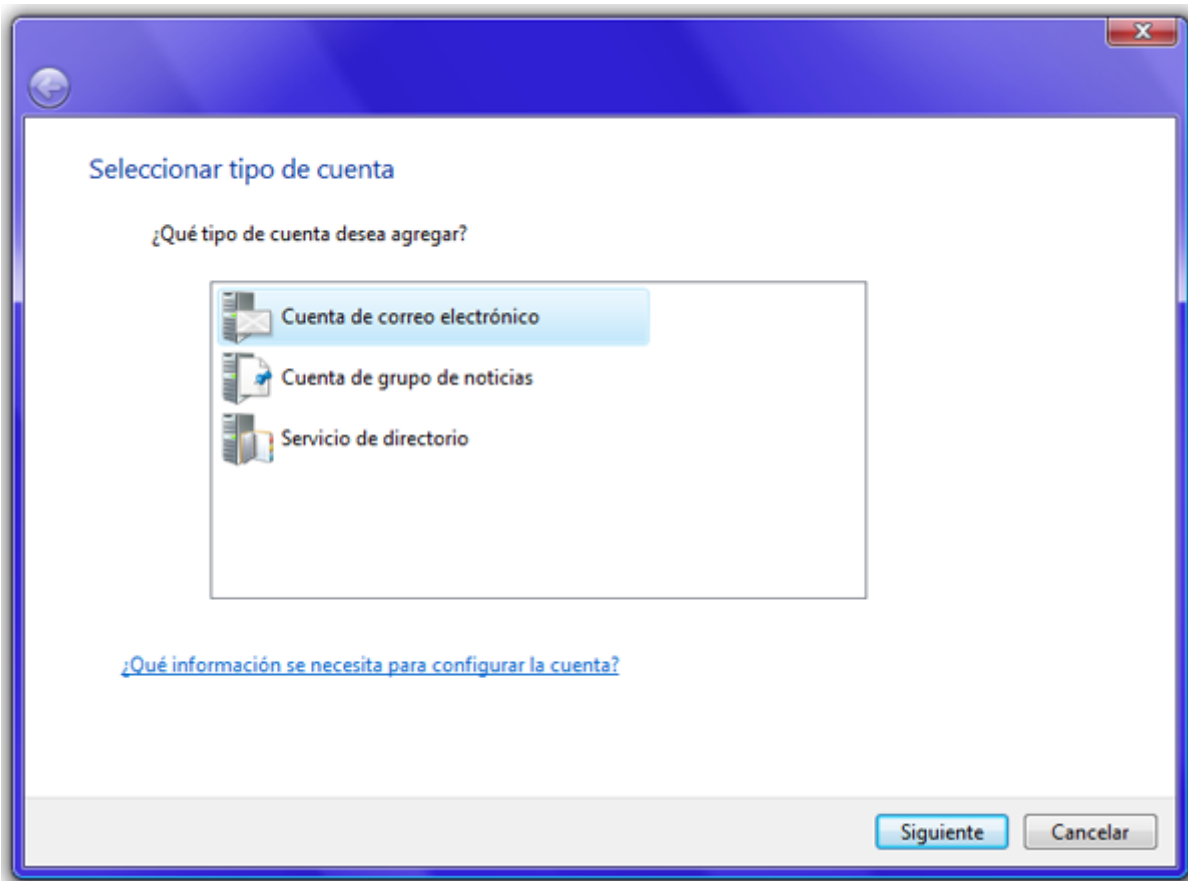 Seleccionar tipo de cuenta
¿Qué tipo de cuenta desea agregar?
Cuenta de correo electrónico
Cuenta de grupo de noticias
Servicio de directorio
¿Qué información se necesita para configurar la cuenta?
Siguiente Cancelar